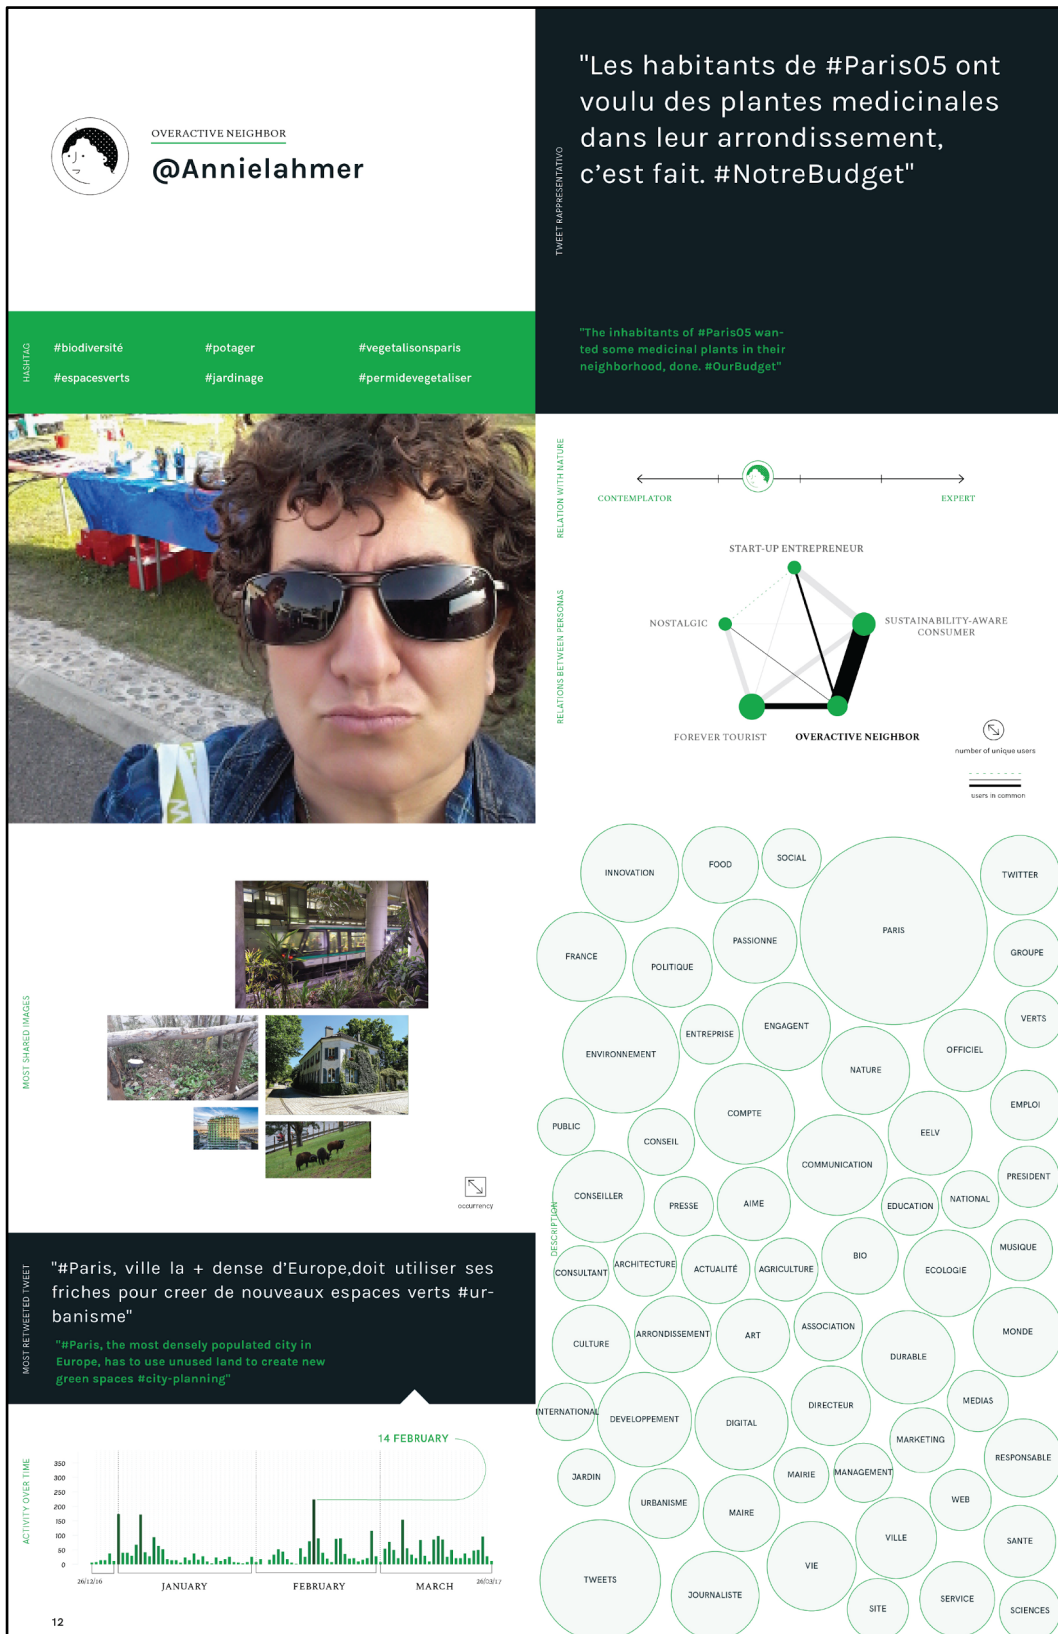 OVERACTIVE NEIGHBOR
@Annielahmer
"Les habitants de #Paris05 ont
voulu des plantes medicinales
dans leur arrondissement,
c'est fait. #NotreBudget"
TWEET RAPPRESENTATIVO
"The inhabitants of #Paris05 wan-
ted some medicinal plants in their
neighborhood, done. #OurBudget"
HASHTAG
#biodiversité #potager #vegetalisonsparis
#espacesverts #jardinage #permidevegetaliser
RELATION WITH NATURE
CONTEMPLATOR
EXPERT
RELATIONS BETWEEN PERSONAS
START-UP ENTREPRENEUR
NOSTALGIC
SUSTAINABILITY-AWARE
CONSUMER
FOREVER TOURIST
OVERACTIVE NEIGHBOR
number of unique users
users in common
MOST SHARED IMAGES
occurrency
MOST RETWEETED TWEET
"#Paris, ville la + dense d'Europe,doit utiliser ses
friches pour creer de nouveaux espaces verts #ur-
banisme"
"#Paris, the most densely populated city in
Europe, has to use unused land to create new
green spaces #city-planning"
ACTIVITY OVER TIME
14 FEBRUARY
350
300
250
200
150
100
50
0
26/12/16
JANUARY
FEBRUARY
MARCH
26/03/17
12
DESCRIPTION
INNOVATION
FOOD
SOCIAL
PARIS
TWITTER
FRANCE
POLITIQUE
PASSIONNE
GROUPE
ENVIRONNEMENT
ENTREPRISE
ENGAGENT
NATURE
OFFICIEL
VERTS
PUBLIC
CONSEIL
COMPTE
COMMUNICATION
EELV
EMPLOI
CONSEILLER
PRESSE
AIME
EDUCATION
NATIONAL
PRESIDENT
CONSULTANT
ARCHITECTURE
ACTUALITÉ
AGRICULTURE
BIO
ECOLOGIE
MUSIQUE
CULTURE
ARRONDISSEMENT
ART
ASSOCIATION
DURABLE
MONDE
INTERNATIONAL
DEVELOPPEMENT
DIGITAL
DIRECTEUR
MEDIAS
JARDIN
MAIRIE
MANAGEMENT
MARKETING
RESPONSABLE
URBANISME
MAIRE
WEB
VILLE
SANTE
TWEETS
JOURNALISTE
VIE
SITE
SERVICE
SCIENCES